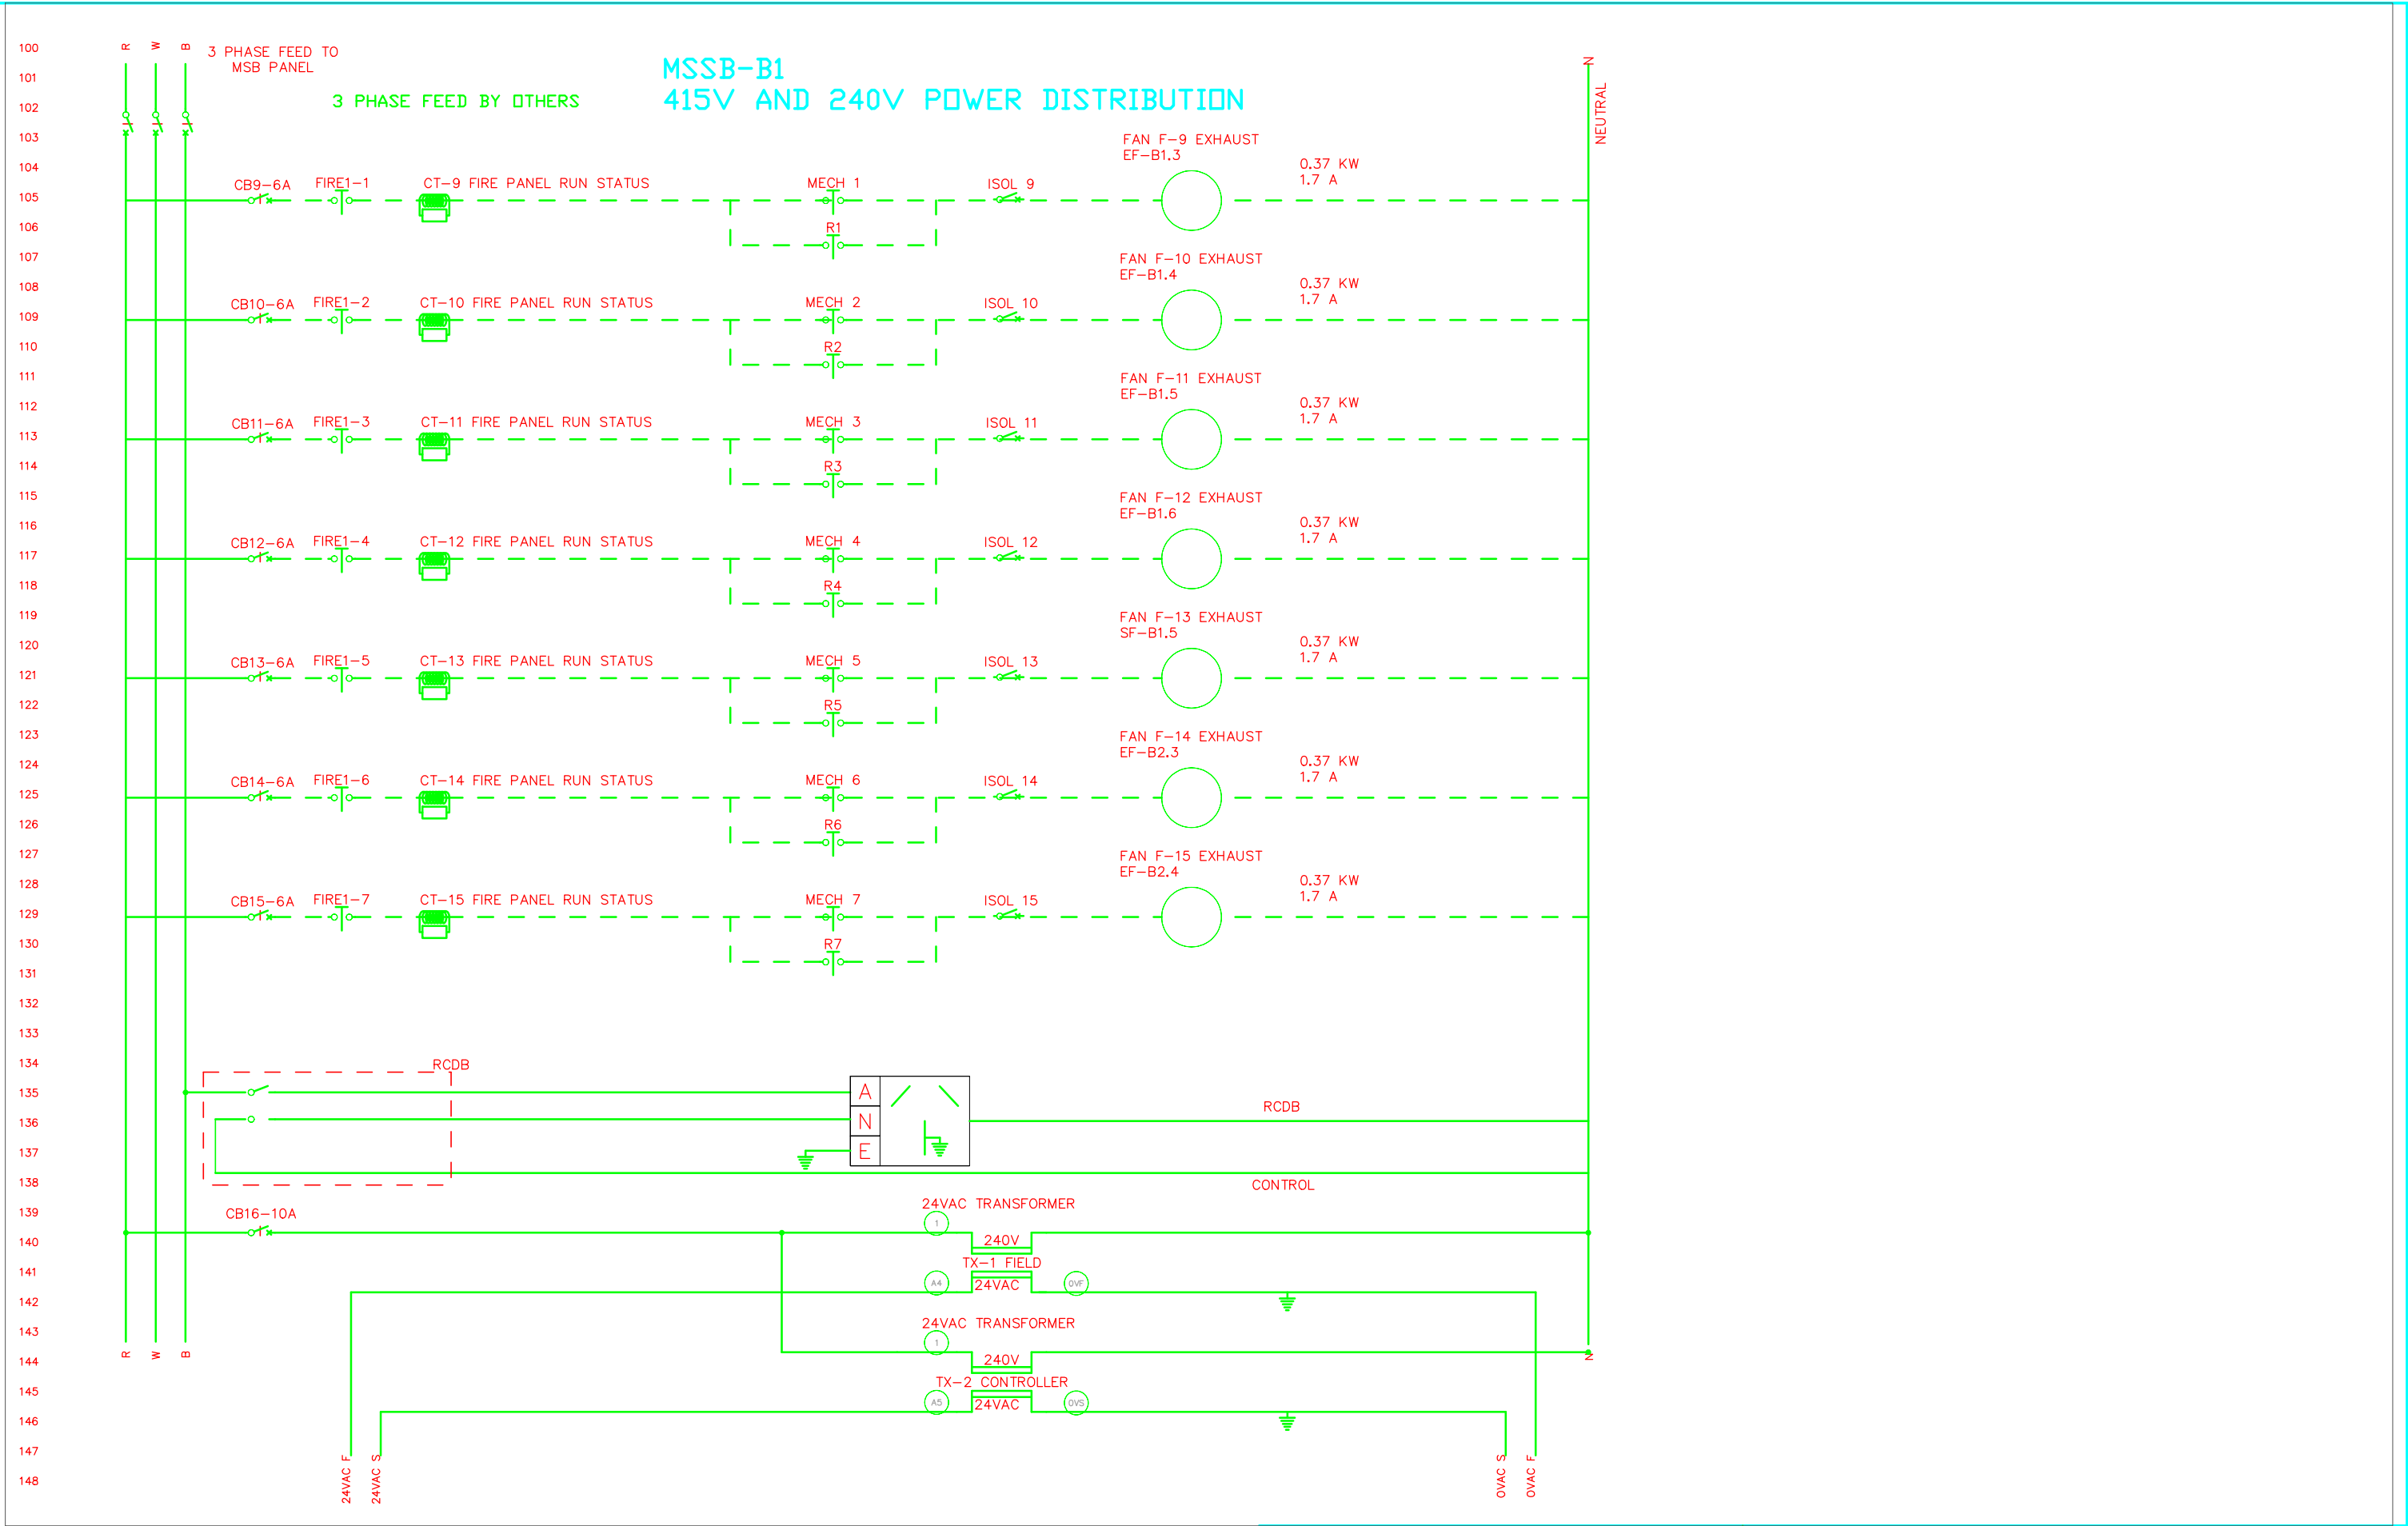 100
R
W
B
3 PHASE FEED TO
MSB PANEL
MSSB-B1
N
101
102
3 PHASE FEED BY OTHERS
415V AND 240V POWER DISTRIBUTION
NEUTRAL
103
FAN F-9 EXHAUST
EF-B1.3
104
0.37 KW
1.7 A
CB9-6A
FIRE1-1
CT-9 FIRE PANEL RUN STATUS
MECH 1
ISOL 9
105
106
R1
107
FAN F-10 EXHAUST
EF-B1.4
108
0.37 KW
1.7 A
CB10-6A
FIRE1-2
CT-10 FIRE PANEL RUN STATUS
MECH 2
ISOL 10
109
110
R2
111
FAN F-11 EXHAUST
EF-B1.5
112
0.37 KW
1.7 A
CB11-6A
FIRE1-3
CT-11 FIRE PANEL RUN STATUS
MECH 3
ISOL 11
113
114
R3
115
FAN F-12 EXHAUST
EF-B1.6
116
0.37 KW
1.7 A
CB12-6A
FIRE1-4
CT-12 FIRE PANEL RUN STATUS
MECH 4
ISOL 12
117
118
R4
119
FAN F-13 EXHAUST
SF-B1.5
120
0.37 KW
1.7 A
CB13-6A
FIRE1-5
CT-13 FIRE PANEL RUN STATUS
MECH 5
ISOL 13
121
122
R5
123
FAN F-14 EXHAUST
EF-B2.3
124
0.37 KW
1.7 A
CB14-6A
FIRE1-6
CT-14 FIRE PANEL RUN STATUS
MECH 6
ISOL 14
125
126
R6
127
FAN F-15 EXHAUST
EF-B2.4
128
0.37 KW
1.7 A
CB15-6A
FIRE1-7
CT-15 FIRE PANEL RUN STATUS
MECH 7
ISOL 15
129
130
R7
131
132
133
134
RCDB
135
A
RCDB
136
N
137
E
138
CONTROL
139
CB16-10A
24VAC TRANSFORMER
1
140
240V
141
TX-1 FIELD
A4
24VAC
0VF
142
143
24VAC TRANSFORMER
1
R
W
B
144
240V
N
145
TX-2 CONTROLLER
A5
24VAC
0VS
146
147
148
24VAC F
24VAC S
0VAC S
0VAC F